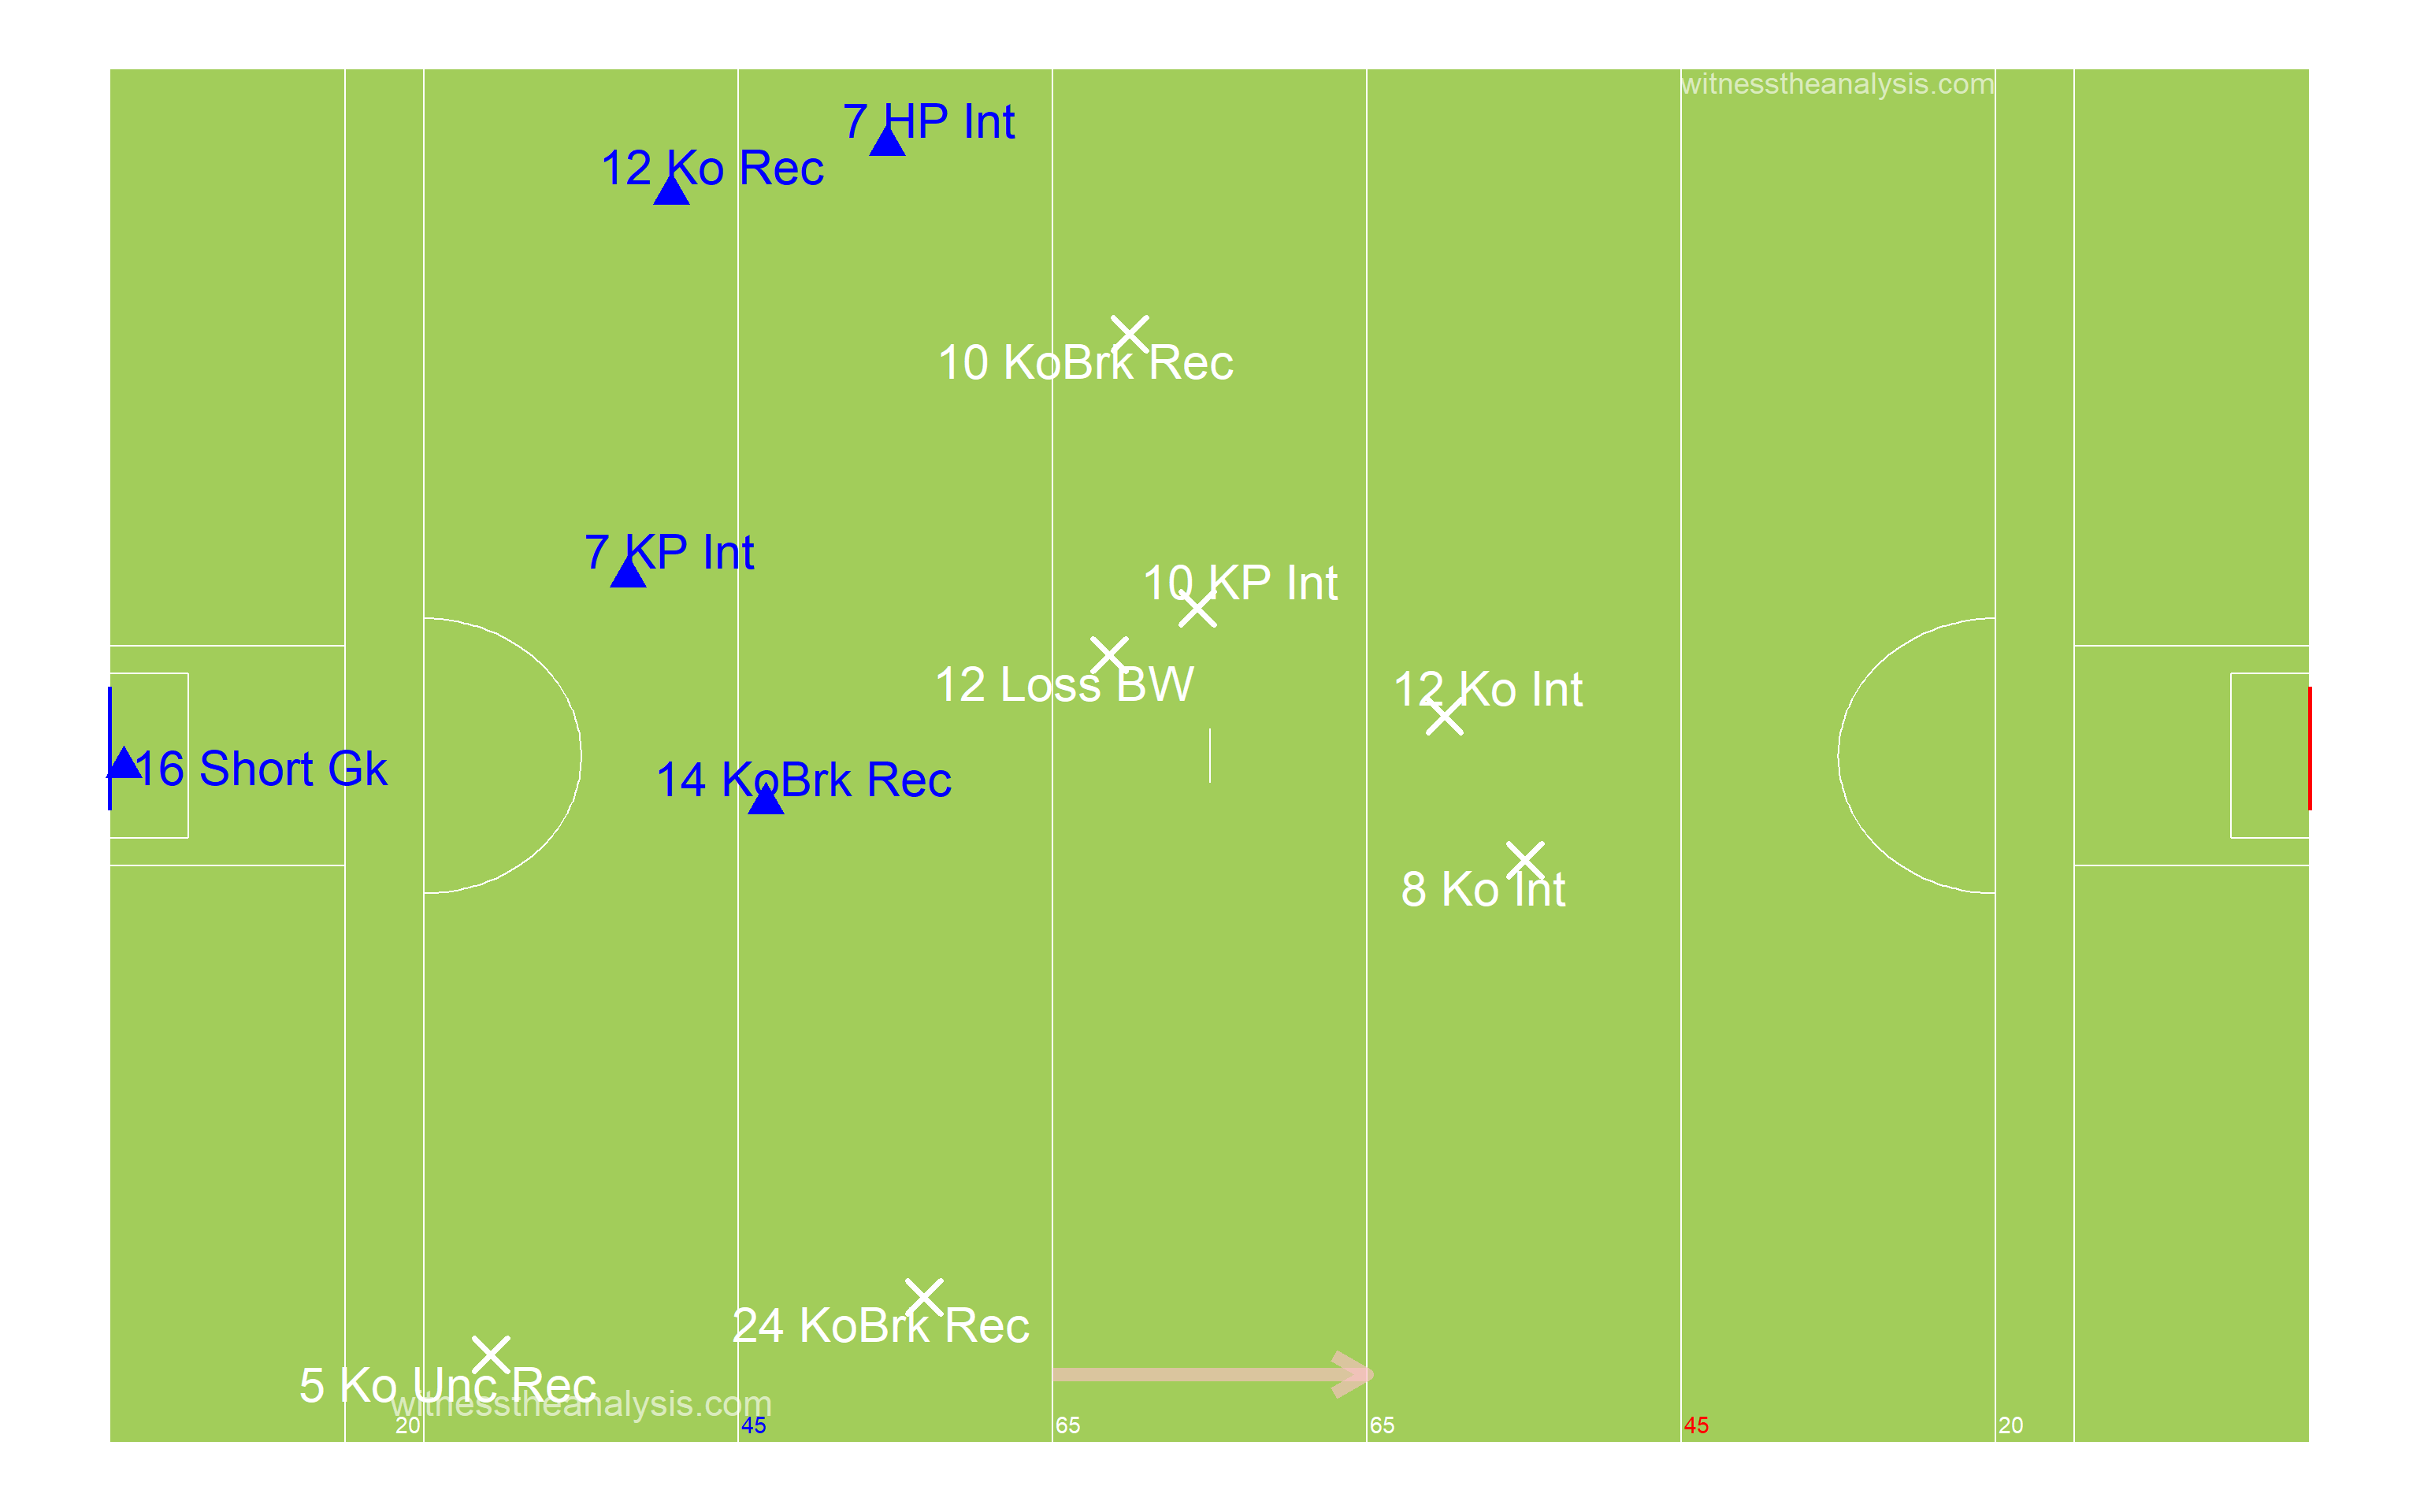 witnesstheanalysis.com
7 HP Int
12 Ko Rec
10 KoBrk Rec
7 KP Int
10 KP Int
12 Loss BW
12 Ko Int
16 Short Gk
14 KoBrk Rec
8 Ko Int
24 KoBrk Rec
5 Ko Unc Rec
witnesstheanalysis.com
20 45 65 65 45 20